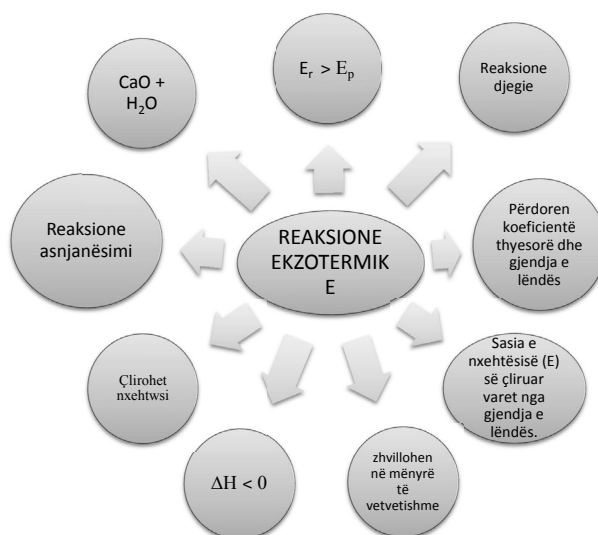 CaO +
H₂O
Eᵣ > Eₚ
Reaksione
djegie
Reaksione
asnjanësimi
REAKSIONE
EKZOTERMIK
E
Përdoren
koeficientë
thyesorë dhe
gjendja e
lëndës
Çlirohet
nxehtwsi
Sasia e
nxehtësisë (E)
së çliruar varet
nga gjendja e
lëndës.
ΔH < 0
zhvillohen
në mënyrë
të
vetvetishme